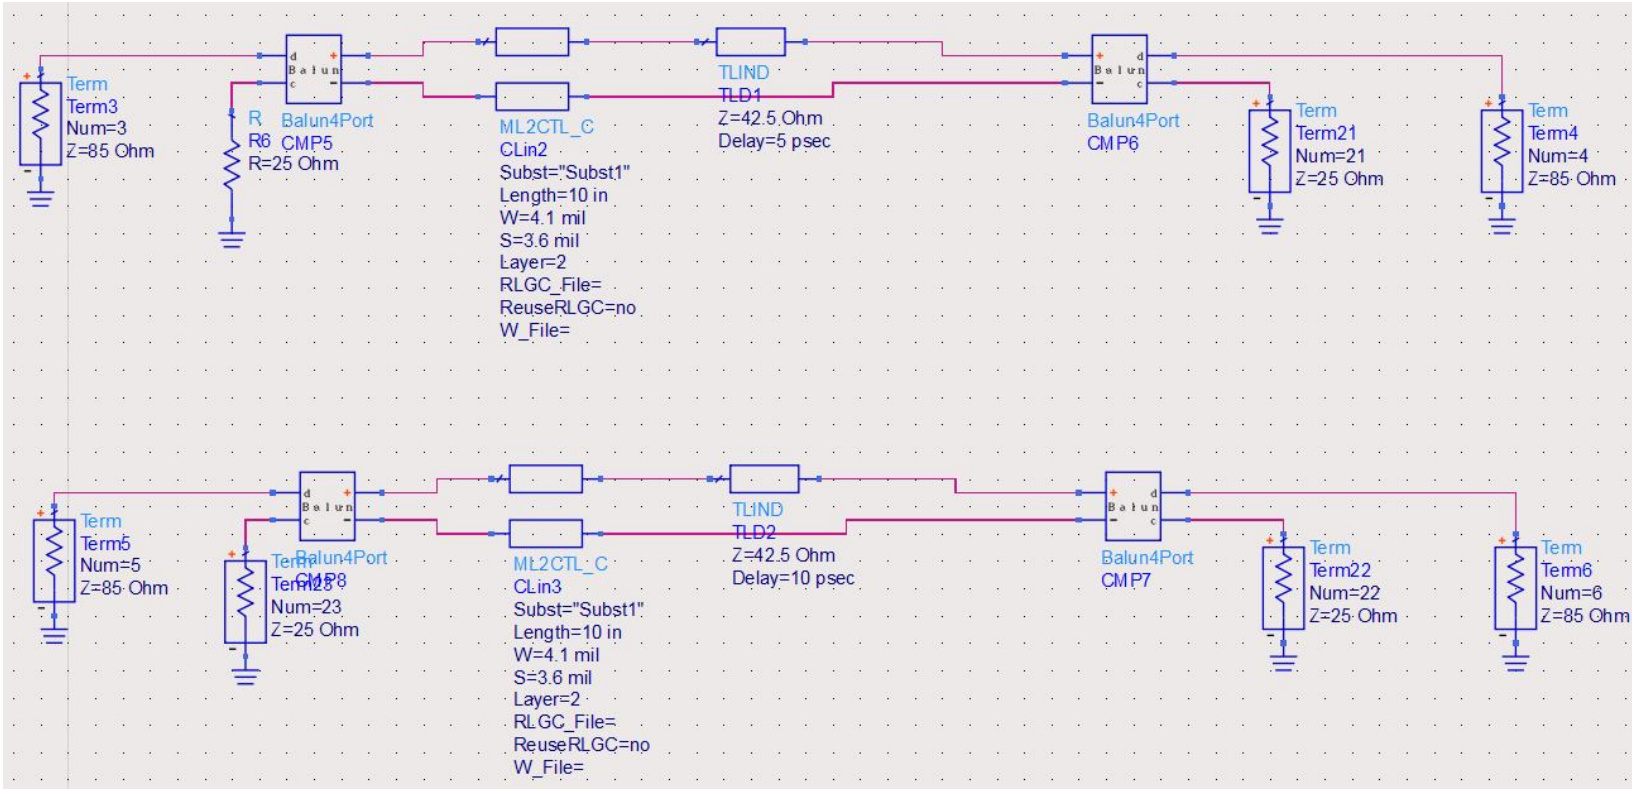 d +
Balun
c -
Term
Term3
Num=3
Z=85 Ohm
R
R6
R=25 Ohm
Balun4Port
CMP5
ML2CTL_C
CLin2
Subst="Subst1"
Length=10 in
W=4.1 mil
S=3.6 mil
Layer=2
RLGC_File=
ReuseRLGC=no
W_File=
TLIND
TLD1
Z=42.5 Ohm
Delay=5 psec
+ d
Balun
- c
Balun4Port
CMP6
Term
Term21
Num=21
Z=25 Ohm
Term
Term4
Num=4
Z=85 Ohm
d +
Balun
c -
Term
Term5
Num=5
Z=85 Ohm
Term
Term23
Num=23
Z=25 Ohm
Balun4Port
CMP8
ML2CTL_C
CLin3
Subst="Subst1"
Length=10 in
W=4.1 mil
S=3.6 mil
Layer=2
RLGC_File=
ReuseRLGC=no
W_File=
TLIND
TLD2
Z=42.5 Ohm
Delay=10 psec
+ d
Balun
- c
Balun4Port
CMP7
Term
Term22
Num=22
Z=25 Ohm
Term
Term6
Num=6
Z=85 Ohm